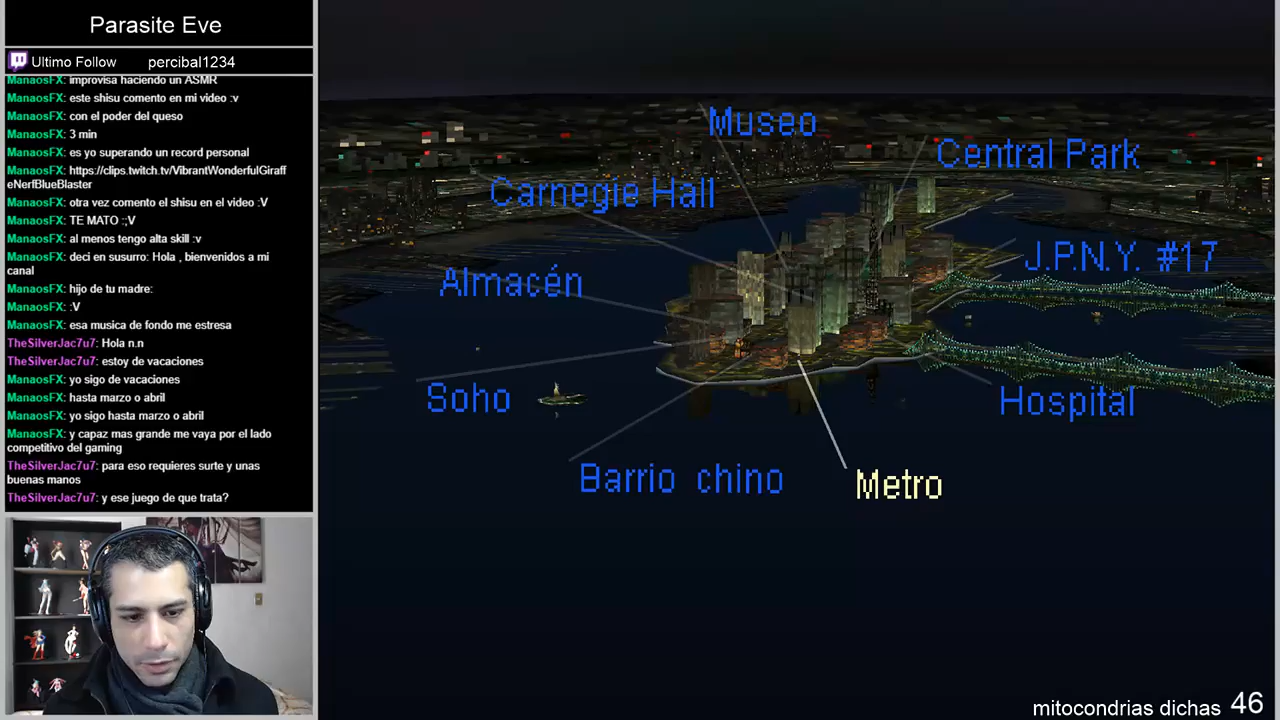 Parasite Eve
Ultimo Follow percibal1234
ManaosFX: improvisa haciendo un ASMR
ManaosFX: este shisu comento en mi video :v
ManaosFX: con el poder del queso
ManaosFX: 3 min
ManaosFX: es yo superando un record personal
ManaosFX: https://clips.twitch.tv/VibrantWonderfulGiraff
eNerfBlueBlaster
ManaosFX: otra vez comento el shisu en el video :V
ManaosFX: TE MATO :;V
ManaosFX: al menos tengo alta skill :v
ManaosFX: deci en susurro: Hola , bienvenidos a mi
canal
ManaosFX: hijo de tu madre:
ManaosFX: :V
ManaosFX: esa musica de fondo me estresa
TheSilverJac7u7: Hola n.n
TheSilverJac7u7: estoy de vacaciones
ManaosFX: yo sigo de vacaciones
ManaosFX: hasta marzo o abril
ManaosFX: yo sigo hasta marzo o abril
ManaosFX: y capaz mas grande me vaya por el lado
competitivo del gaming
TheSilverJac7u7: para eso requieres surte y unas
buenas manos
TheSilverJac7u7: y ese juego de que trata?
Museo
Central Park
Carnegie Hall
J.P.N.Y. #17
Almacén
Soho
Hospital
Barrio chino
Metro
mitocondrias dichas 46